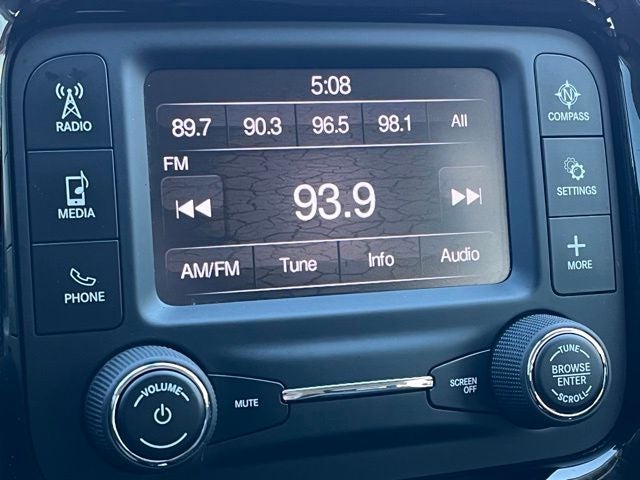 5:08
89.7 90.3 96.5 98.1 All
FM
93.9
AM/FM Tune Info Audio
RADIO
MEDIA
PHONE
N
COMPASS
SETTINGS
MORE
VOLUME
MUTE
SCREEN
OFF
TUNE
BROWSE
ENTER
SCROLL